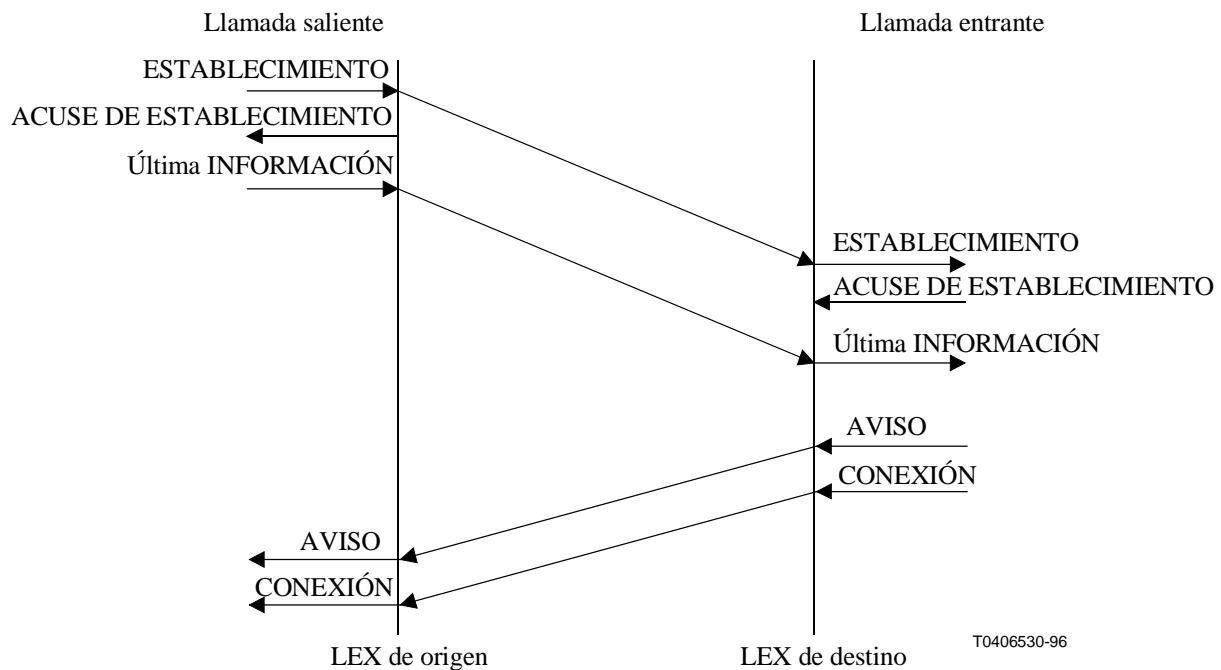 Llamada saliente
Llamada entrante
ESTABLECIMIENTO
ACUSE DE ESTABLECIMIENTO
Última INFORMACIÓN
ESTABLECIMIENTO
ACUSE DE ESTABLECIMIENTO
Última INFORMACIÓN
AVISO
CONEXIÓN
AVISO
CONEXIÓN
LEX de origen
LEX de destino
T0406530-96